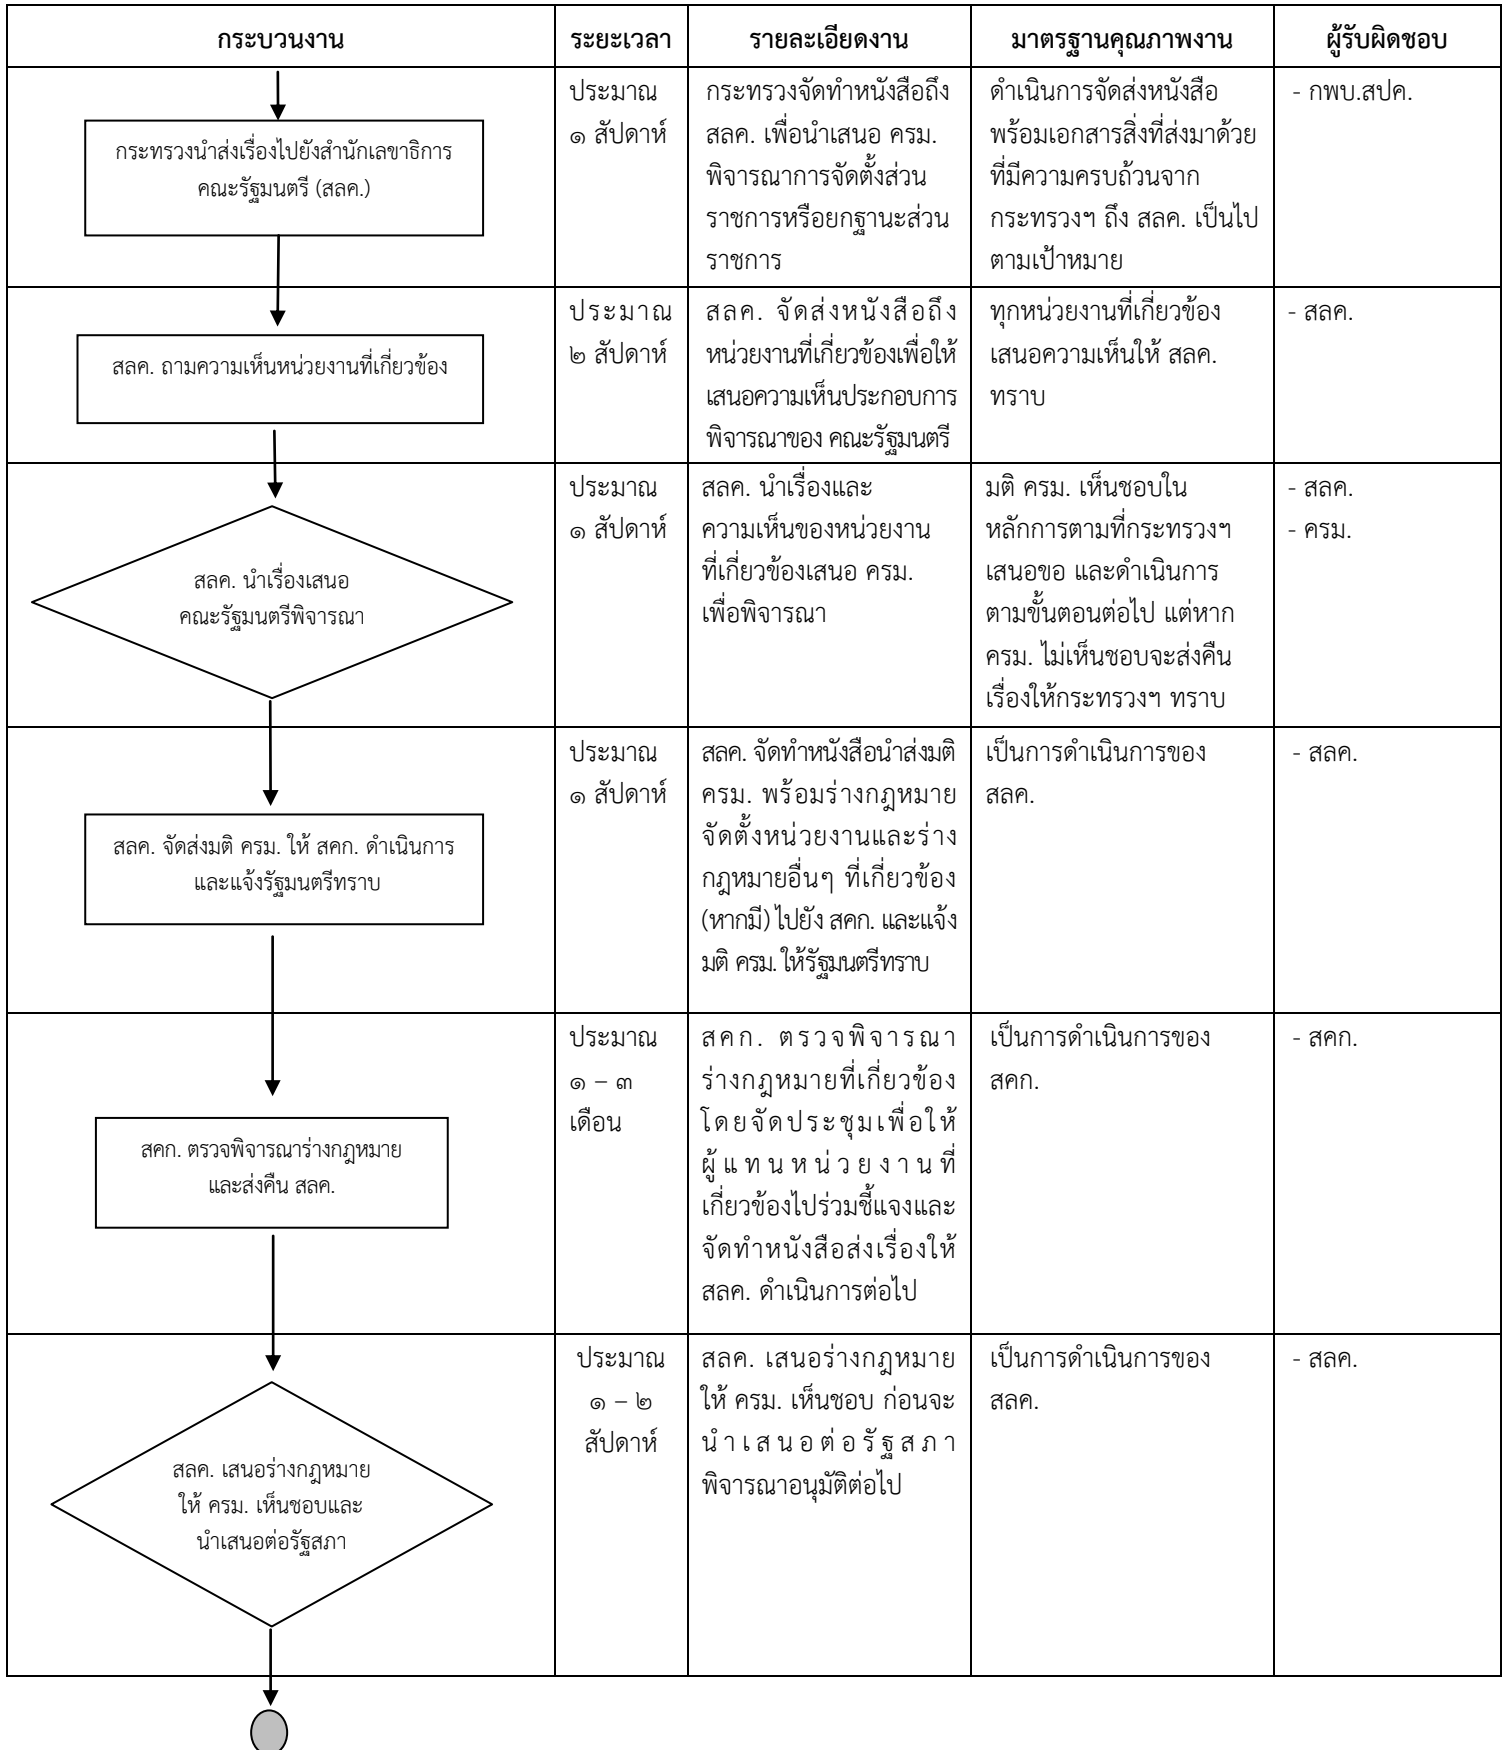 กระบวนงาน
ระยะเวลา
รายละเอียดงาน
มาตรฐานคุณภาพงาน
ผู้รับผิดชอบ
กระทรวงนำส่งเรื่องไปยังสำนักเลขาธิการ
คณะรัฐมนตรี (สลค.)
ประมาณ
๑ สัปดาห์
กระทรวงจัดทำหนังสือถึง
สลค. เพื่อนำเสนอ ครม.
พิจารณาการจัดตั้งส่วน
ราชการหรือยกฐานะส่วน
ราชการ
ดำเนินการจัดส่งหนังสือ
พร้อมเอกสารสิ่งที่ส่งมาด้วย
ที่มีความครบถ้วนจาก
กระทรวงฯ ถึง สลค. เป็นไป
ตามเป้าหมาย
- กพบ.สปค.
สลค. ถามความเห็นหน่วยงานที่เกี่ยวข้อง
ประมาณ
๒ สัปดาห์
สลค. จัดส่งหนังสือถึง
หน่วยงานที่เกี่ยวข้องเพื่อให้
เสนอความเห็นประกอบการ
พิจารณาของ คณะรัฐมนตรี
ทุกหน่วยงานที่เกี่ยวข้อง
เสนอความเห็นให้ สลค.
ทราบ
- สลค.
สลค. นำเรื่องเสนอ
คณะรัฐมนตรีพิจารณา
ประมาณ
๑ สัปดาห์
สลค. นำเรื่องและ
ความเห็นของหน่วยงาน
ที่เกี่ยวข้องเสนอ ครม.
เพื่อพิจารณา
มติ ครม. เห็นชอบใน
หลักการตามที่กระทรวงฯ
เสนอขอ และดำเนินการ
ตามขั้นตอนต่อไป แต่หาก
ครม. ไม่เห็นชอบจะส่งคืน
เรื่องให้กระทรวงฯ ทราบ
- สลค.
- ครม.
สลค. จัดส่งมติ ครม. ให้ สคก. ดำเนินการ
และแจ้งรัฐมนตรีทราบ
ประมาณ
๑ สัปดาห์
สลค. จัดทำหนังสือนำส่งมติ
ครม. พร้อมร่างกฎหมาย
จัดตั้งหน่วยงานและร่าง
กฎหมายอื่นๆ ที่เกี่ยวข้อง
(หากมี) ไปยัง สคก. และแจ้ง
มติ ครม. ให้รัฐมนตรีทราบ
เป็นการดำเนินการของ
สลค.
- สลค.
สคก. ตรวจพิจารณาร่างกฎหมาย
และส่งคืน สลค.
ประมาณ
๑ – ๓
เดือน
สคก. ตรวจพิจารณา
ร่างกฎหมายที่เกี่ยวข้อง
โดยจัดประชุมเพื่อให้
ผู้แทนหน่วยงานที่
เกี่ยวข้องไปร่วมชี้แจงและ
จัดทำหนังสือส่งเรื่องให้
สลค. ดำเนินการต่อไป
เป็นการดำเนินการของ
สคก.
- สคก.
สลค. เสนอร่างกฎหมาย
ให้ ครม. เห็นชอบและ
นำเสนอต่อรัฐสภา
ประมาณ
๑ – ๒
สัปดาห์
สลค. เสนอร่างกฎหมาย
ให้ ครม. เห็นชอบ ก่อนจะ
นำเสนอต่อรัฐสภา
พิจารณาอนุมัติต่อไป
เป็นการดำเนินการของ
สลค.
- สลค.